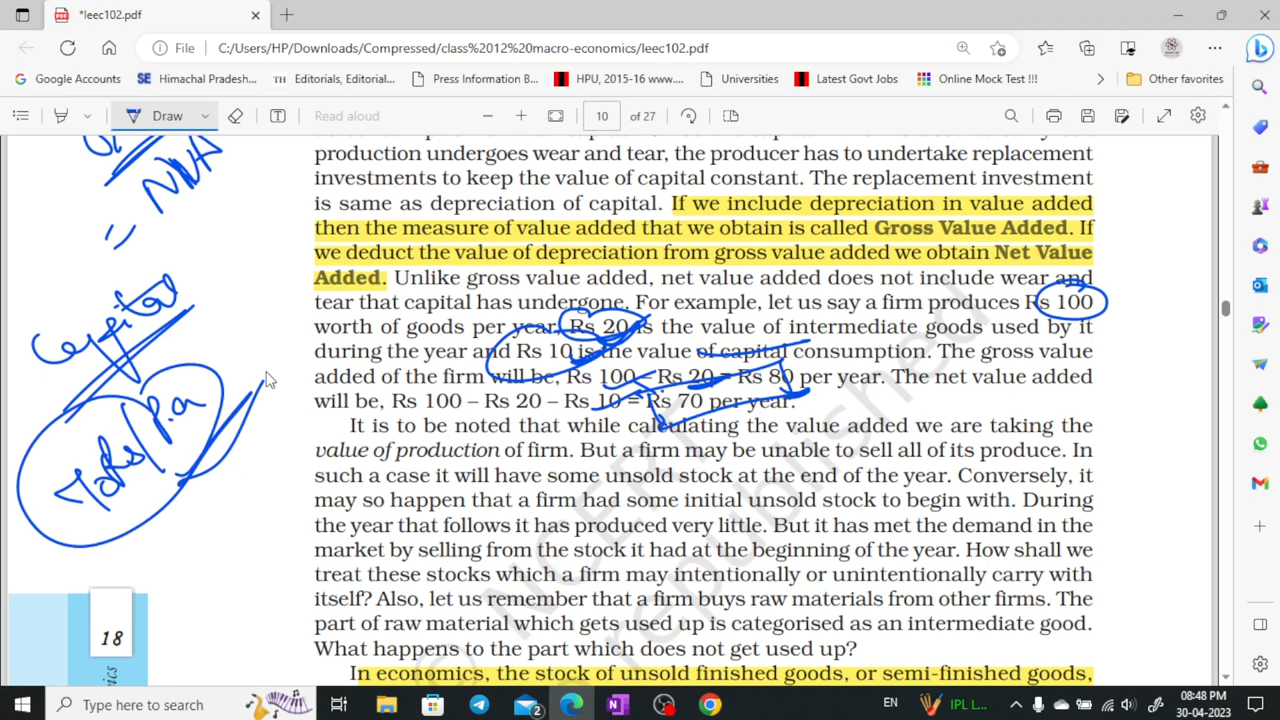 *leec102.pdf
File C:/Users/HP/Downloads/Compressed/class%2012%20macro-economics/leec102.pdf
Google Accounts SE Himachal Pradesh... TH Editorials, Editorial... Press Information B... HPU, 2015-16 www.... Universities Latest Govt Jobs Online Mock Test !!! Other favorites
Draw Read aloud 10 of 27
production undergoes wear and tear, the producer has to undertake replacement
investments to keep the value of capital constant. The replacement investment
is same as depreciation of capital. If we include depreciation in value added
then the measure of value added that we obtain is called Gross Value Added. If
we deduct the value of depreciation from gross value added we obtain Net Value
Added. Unlike gross value added, net value added does not include wear and
tear that capital has undergone. For example, let us say a firm produces Rs 100
worth of goods per year, Rs 20 is the value of intermediate goods used by it
during the year and Rs 10 is the value of capital consumption. The gross value
added of the firm will be, Rs 100 – Rs 20 = Rs 80 per year. The net value added
will be, Rs 100 – Rs 20 – Rs 10 = Rs 70 per year.
It is to be noted that while calculating the value added we are taking the
value of production of firm. But a firm may be unable to sell all of its produce. In
such a case it will have some unsold stock at the end of the year. Conversely, it
may so happen that a firm had some initial unsold stock to begin with. During
the year that follows it has produced very little. But it has met the demand in the
market by selling from the stock it had at the beginning of the year. How shall we
treat these stocks which a firm may intentionally or unintentionally carry with
itself? Also, let us remember that a firm buys raw materials from other firms. The
part of raw material which gets used up is categorised as an intermediate good.
What happens to the part which does not get used up?
In economics, the stock of unsold finished goods, or semi-finished goods,
= NVA
Capital
70Rs/P.a
18
© NCERT
be republished
Type here to search
2
EN IPL L...
08:48 PM
30-04-2023